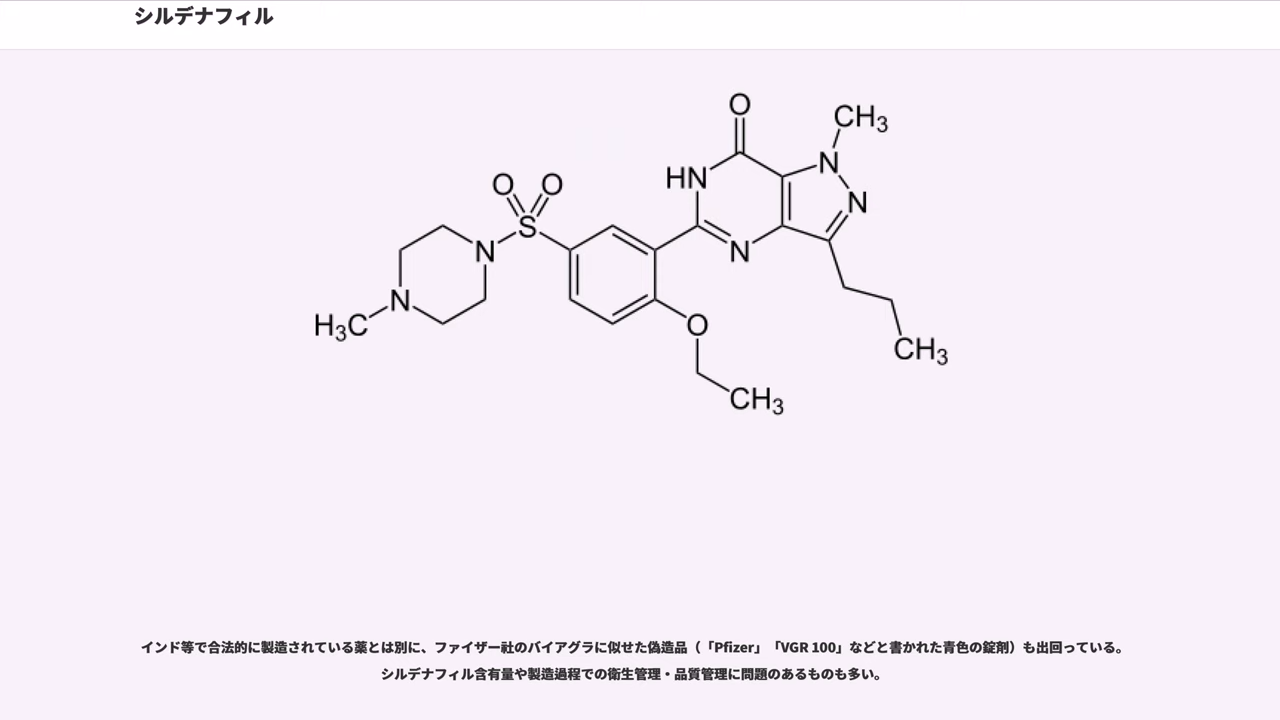 シルデナフィル
O
CH3
HN
N
N
O
O
S
N
N
N
H3C
O
CH3
CH3
インド等で合法的に製造されている薬とは別に、ファイザー社のバイアグラに似せた偽造品（「Pfizer」「VGR 100」などと書かれた青色の錠剤）も出回っている。
シルデナフィル含有量や製造過程での衛生管理・品質管理に問題のあるものも多い。